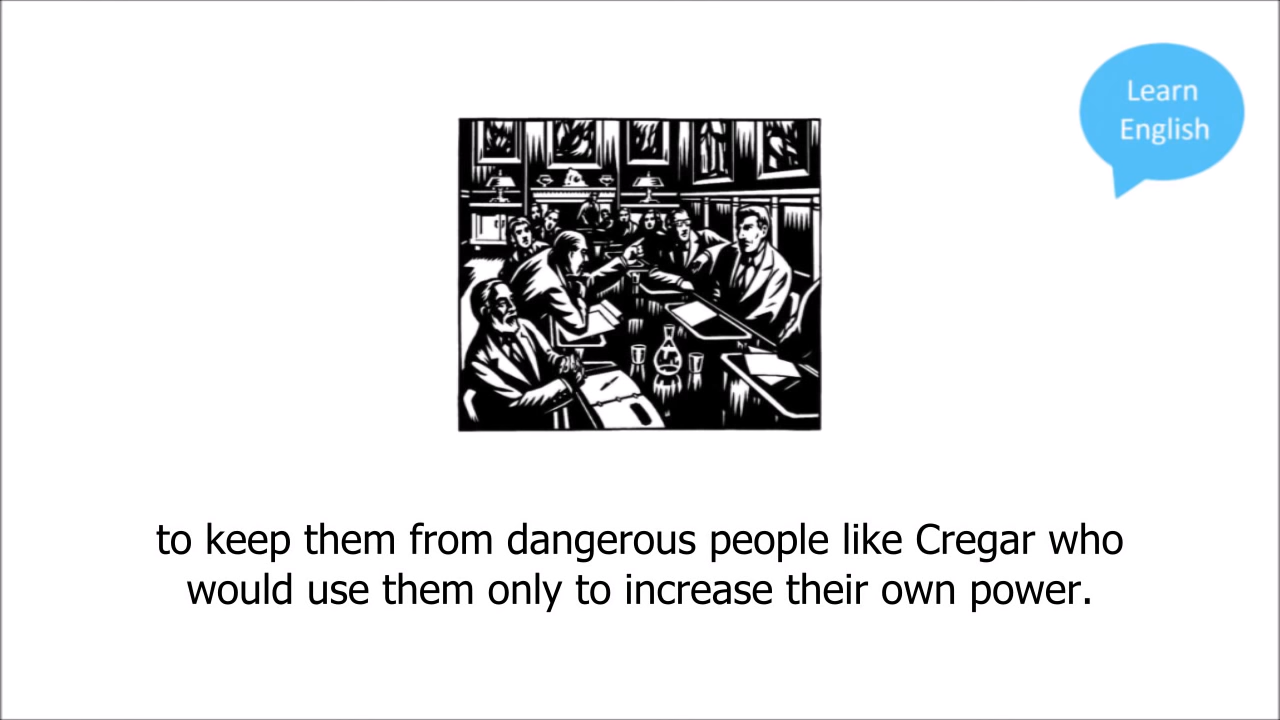 Learn
English
to keep them from dangerous people like Cregar who
would use them only to increase their own power.